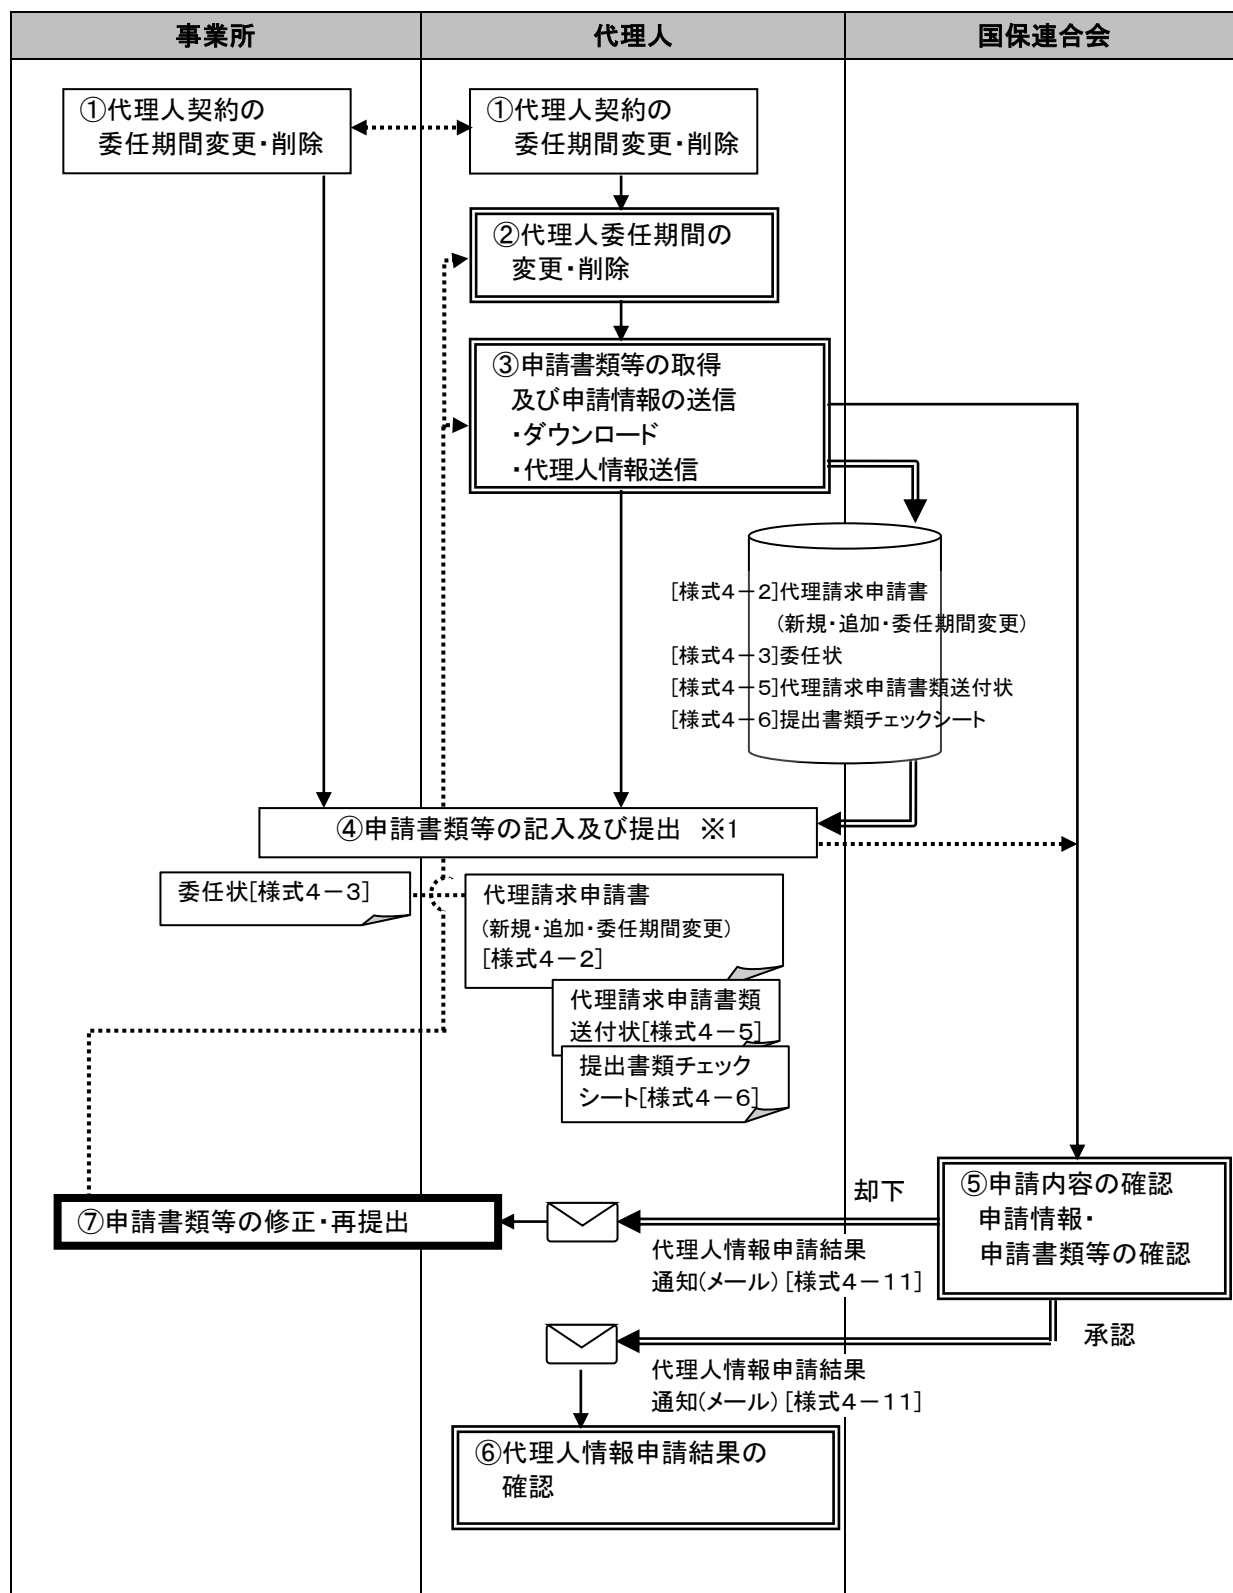 事業所
代理人
国保連合会
①代理人契約の
委任期間変更・削除
①代理人契約の
委任期間変更・削除
②代理人委任期間の
変更・削除
③申請書類等の取得
及び申請情報の送信
・ダウンロード
・代理人情報送信
[様式4－2]代理請求申請書
(新規・追加・委任期間変更)
[様式4－3]委任状
[様式4－5]代理請求申請書類送付状
[様式4－6]提出書類チェックシート
④申請書類等の記入及び提出 ※1
委任状[様式4－3]
代理請求申請書
(新規・追加・委任期間変更)
[様式4－2]
代理請求申請書類
送付状[様式4－5]
提出書類チェック
シート[様式4－6]
⑤申請内容の確認
申請情報・
申請書類等の確認
却下
⑦申請書類等の修正・再提出
代理人情報申請結果
通知(メール) [様式4－11]
承認
代理人情報申請結果
通知(メール) [様式4－11]
⑥代理人情報申請結果の
確認